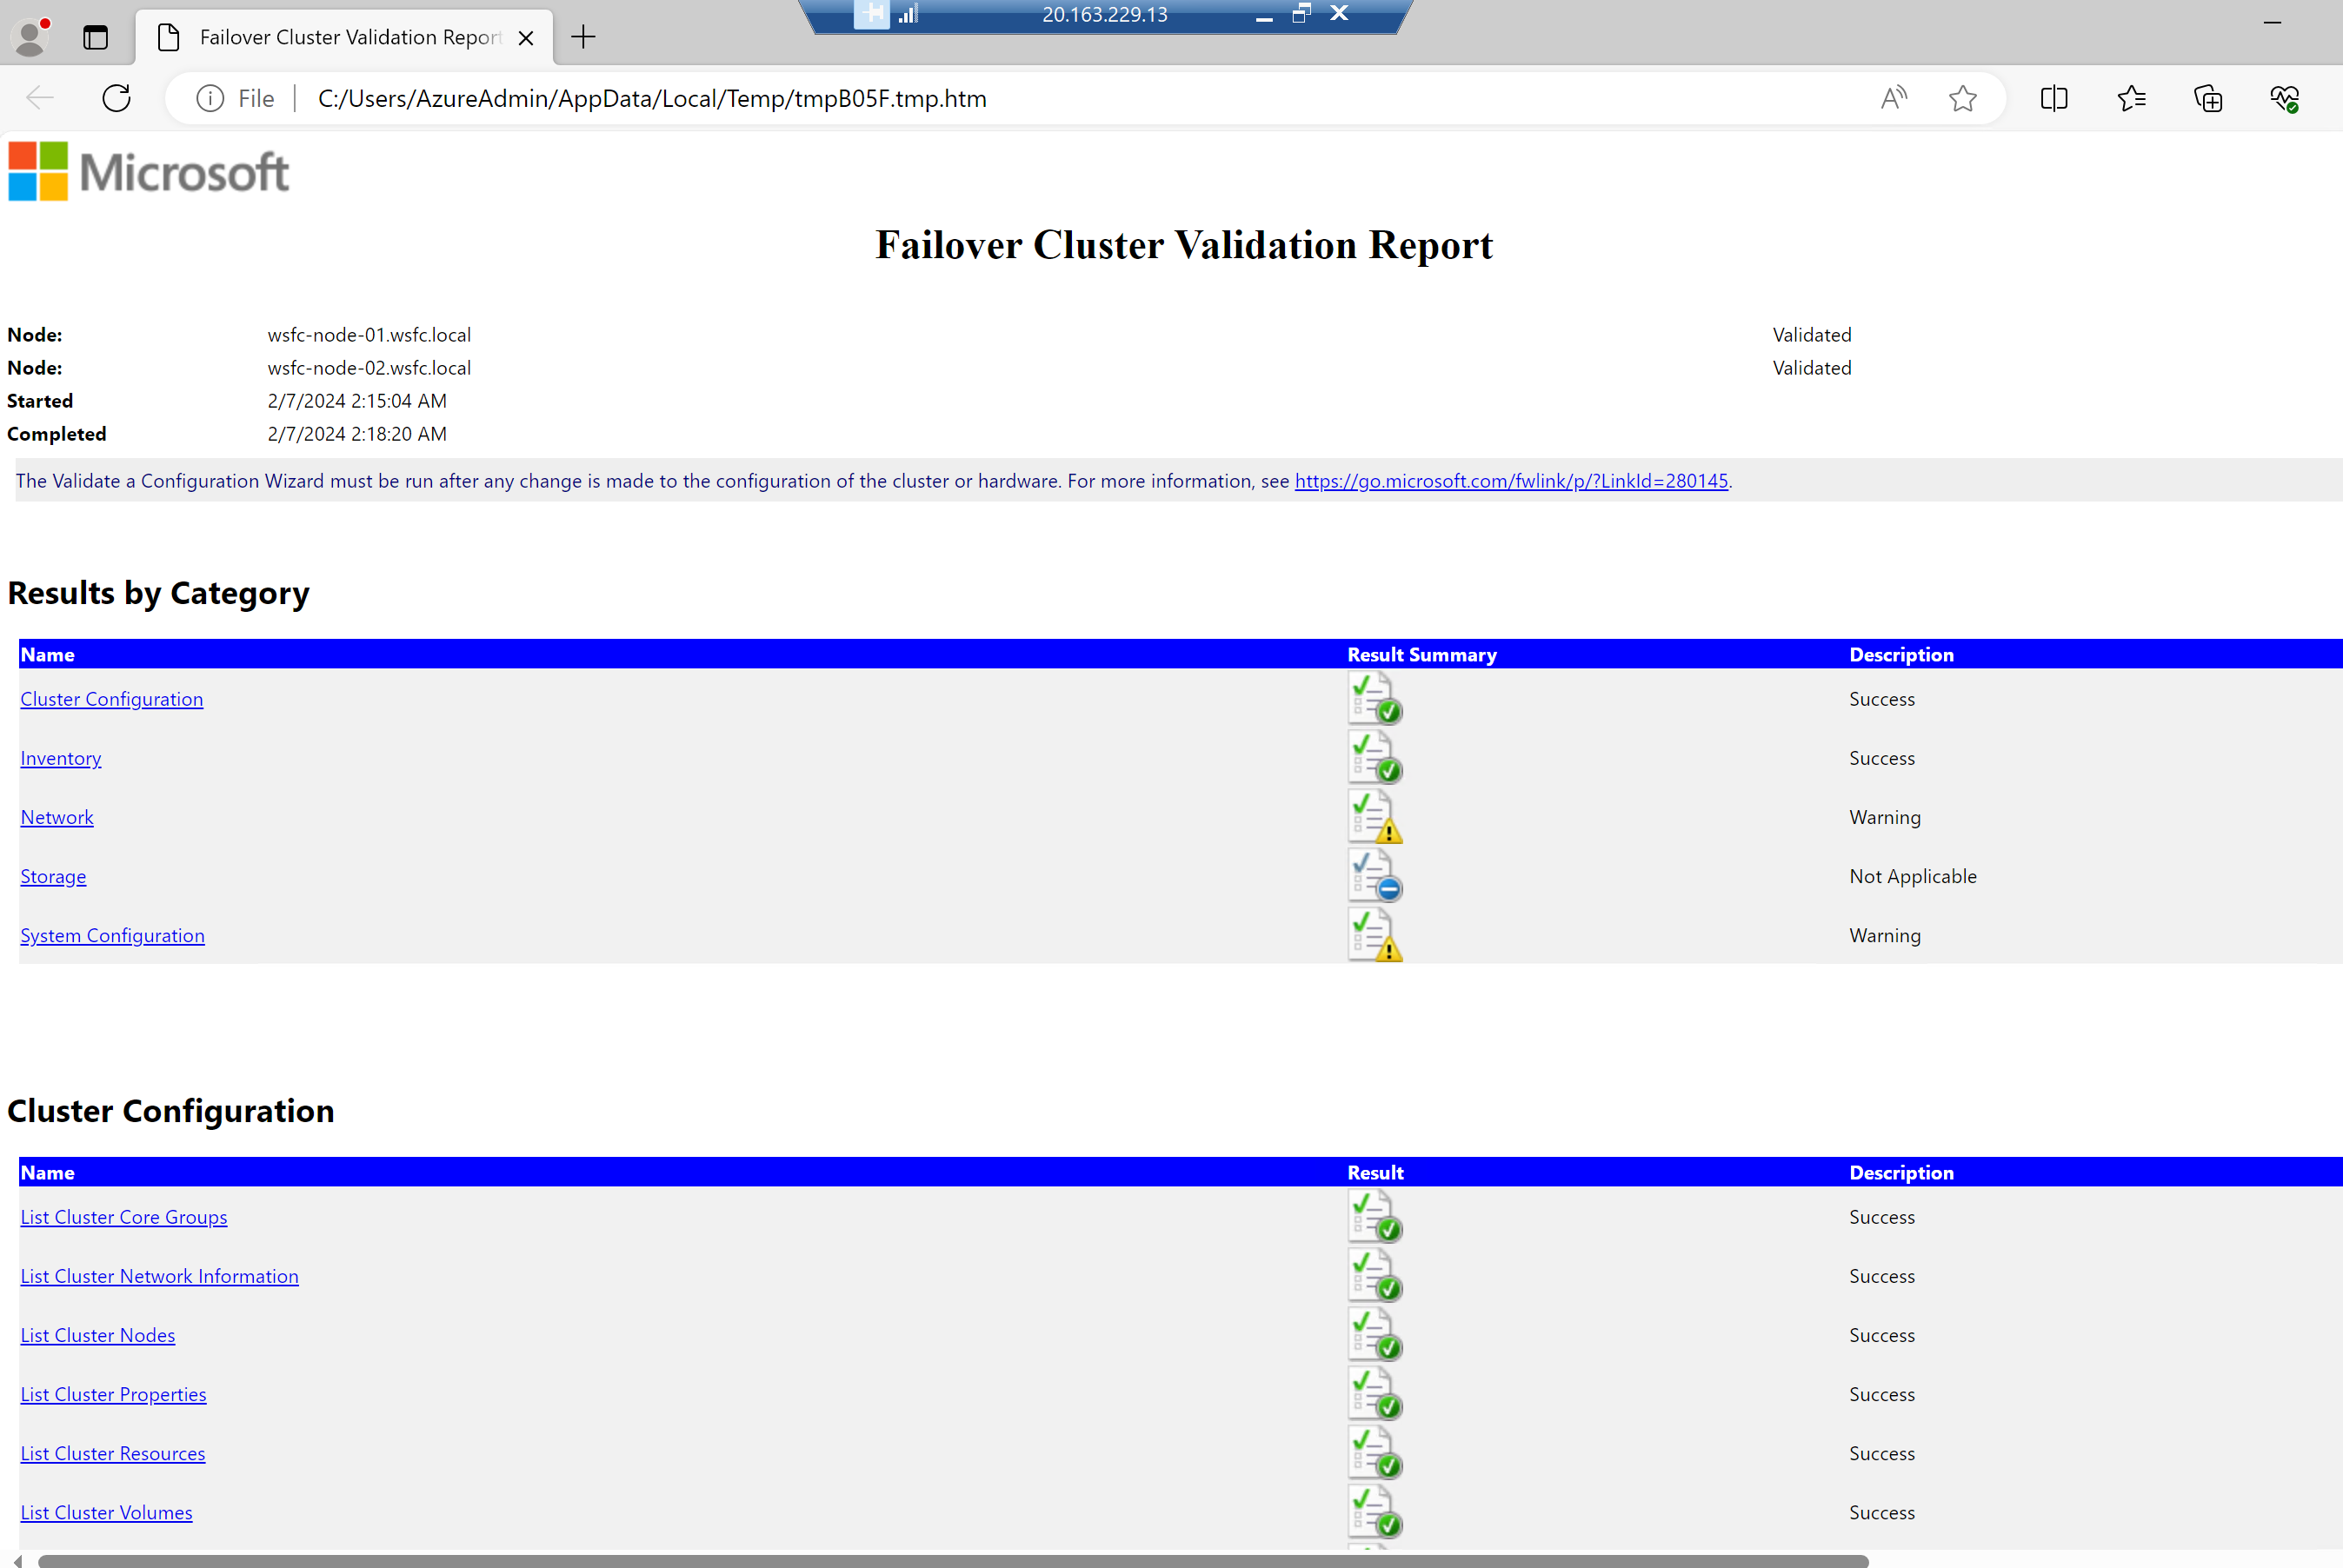 20.163.229.13
Failover Cluster Validation Report
File C:/Users/AzureAdmin/AppData/Local/Temp/tmpB05F.tmp.htm
Microsoft
Failover Cluster Validation Report
Node: wsfc-node-01.wsfc.local Validated
Node: wsfc-node-02.wsfc.local Validated
Started 2/7/2024 2:15:04 AM
Completed 2/7/2024 2:18:20 AM
The Validate a Configuration Wizard must be run after any change is made to the configuration of the cluster or hardware. For more information, see https://go.microsoft.com/fwlink/p/?LinkId=280145.
Results by Category
Name Result Summary Description
Cluster Configuration Success
Inventory Success
Network Warning
Storage Not Applicable
System Configuration Warning
Cluster Configuration
Name Result Description
List Cluster Core Groups Success
List Cluster Network Information Success
List Cluster Nodes Success
List Cluster Properties Success
List Cluster Resources Success
List Cluster Volumes Success